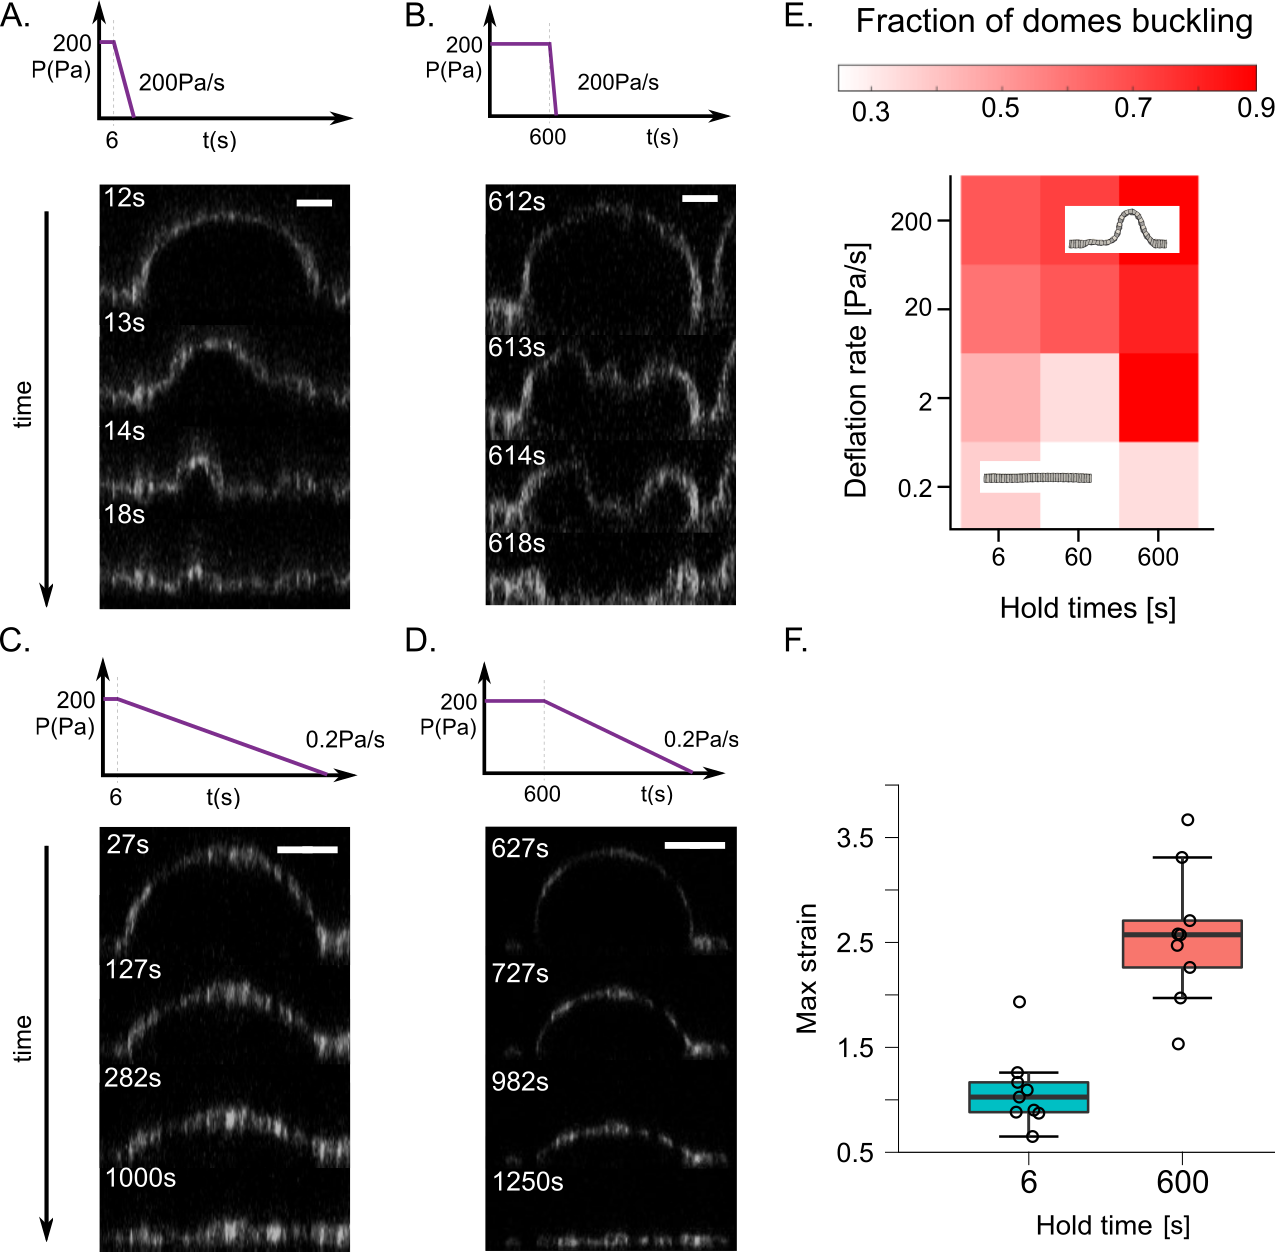 A.
200
P(Pa)
200Pa/s
6
t(s)
12s
13s
14s
18s
time
B.
200
P(Pa)
200Pa/s
600
t(s)
612s
613s
614s
618s
C.
200
P(Pa)
0.2Pa/s
6
t(s)
27s
127s
282s
1000s
time
D.
200
P(Pa)
0.2Pa/s
600
t(s)
627s
727s
982s
1250s
E.
Fraction of domes buckling
0.3 0.5 0.7 0.9
Deflation rate [Pa/s]
200
20
2
0.2
6 60 600
Hold times [s]
F.
Max strain
3.5
2.5
1.5
0.5
6 600
Hold time [s]